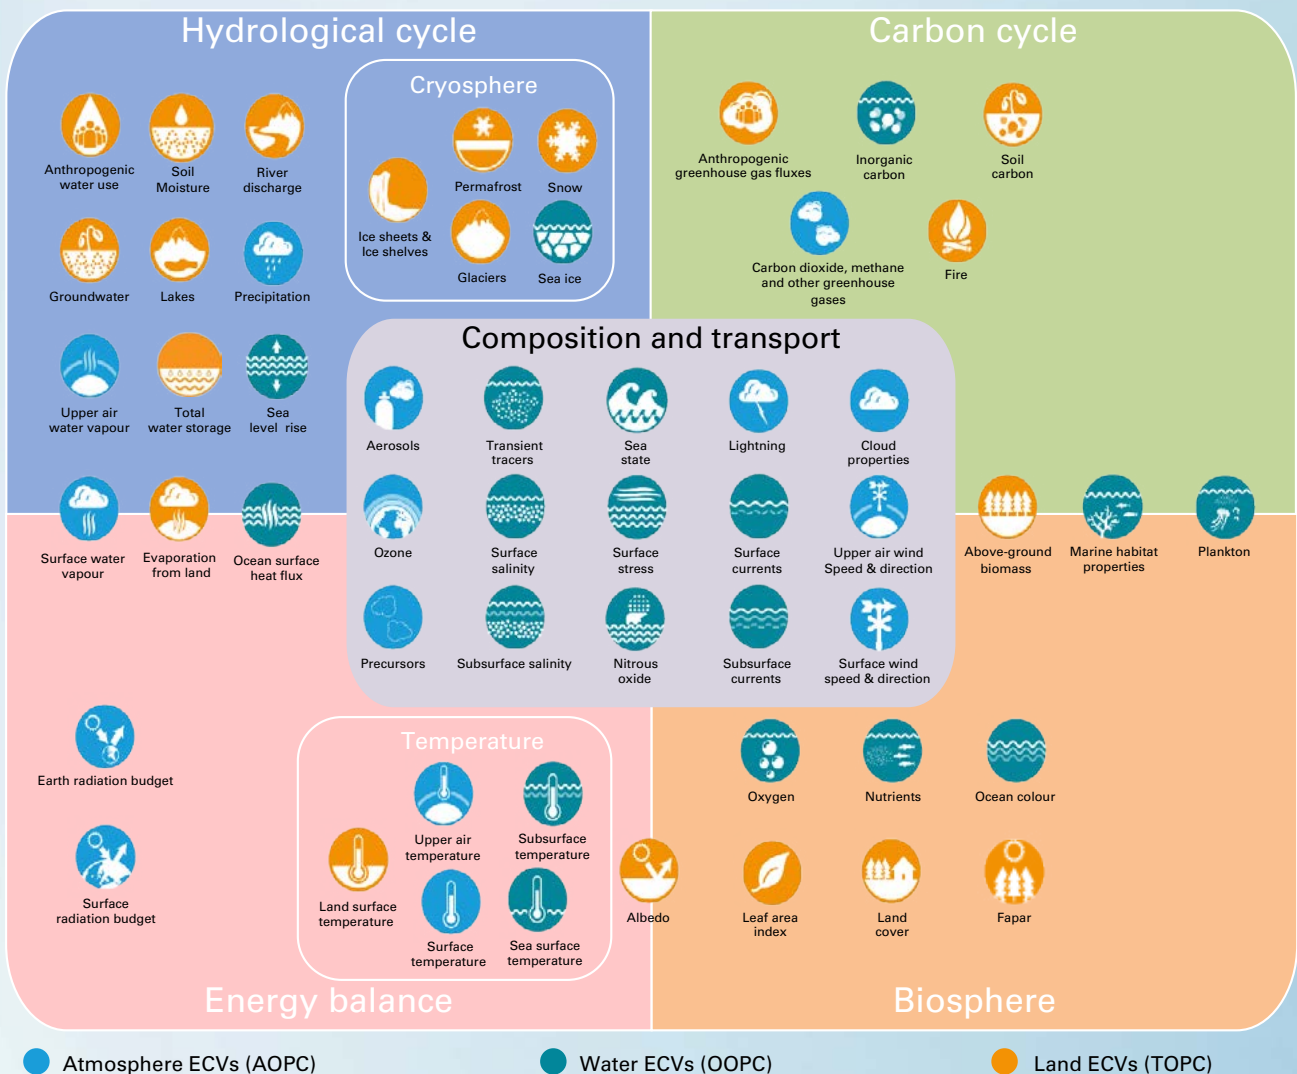 Hydrological cycle
Carbon cycle
Cryosphere
Anthropogenic
water use
Soil
Moisture
River
discharge
Permafrost
Snow
Ice sheets &
Ice shelves
Glaciers
Sea ice
Groundwater
Lakes
Precipitation
Upper air
water vapour
Total
water storage
Sea
level rise
Anthropogenic
greenhouse gas fluxes
Inorganic
carbon
Soil
carbon
Carbon dioxide, methane
and other greenhouse
gases
Fire
Composition and transport
Aerosols
Transient
tracers
Sea
state
Lightning
Cloud
properties
Ozone
Surface
salinity
Surface
stress
Surface
currents
Upper air wind
Speed & direction
Precursors
Subsurface salinity
Nitrous
oxide
Subsurface
currents
Surface wind
speed & direction
Surface water
vapour
Evaporation
from land
Ocean surface
heat flux
Above-ground
biomass
Marine habitat
properties
Plankton
Earth radiation budget
Surface
radiation budget
Temperature
Upper air
temperature
Subsurface
temperature
Land surface
temperature
Surface
temperature
Sea surface
temperature
Albedo
Oxygen
Nutrients
Ocean colour
Leaf area
index
Land
cover
Fapar
Energy balance
Biosphere
Atmosphere ECVs (AOPC)
Water ECVs (OOPC)
Land ECVs (TOPC)